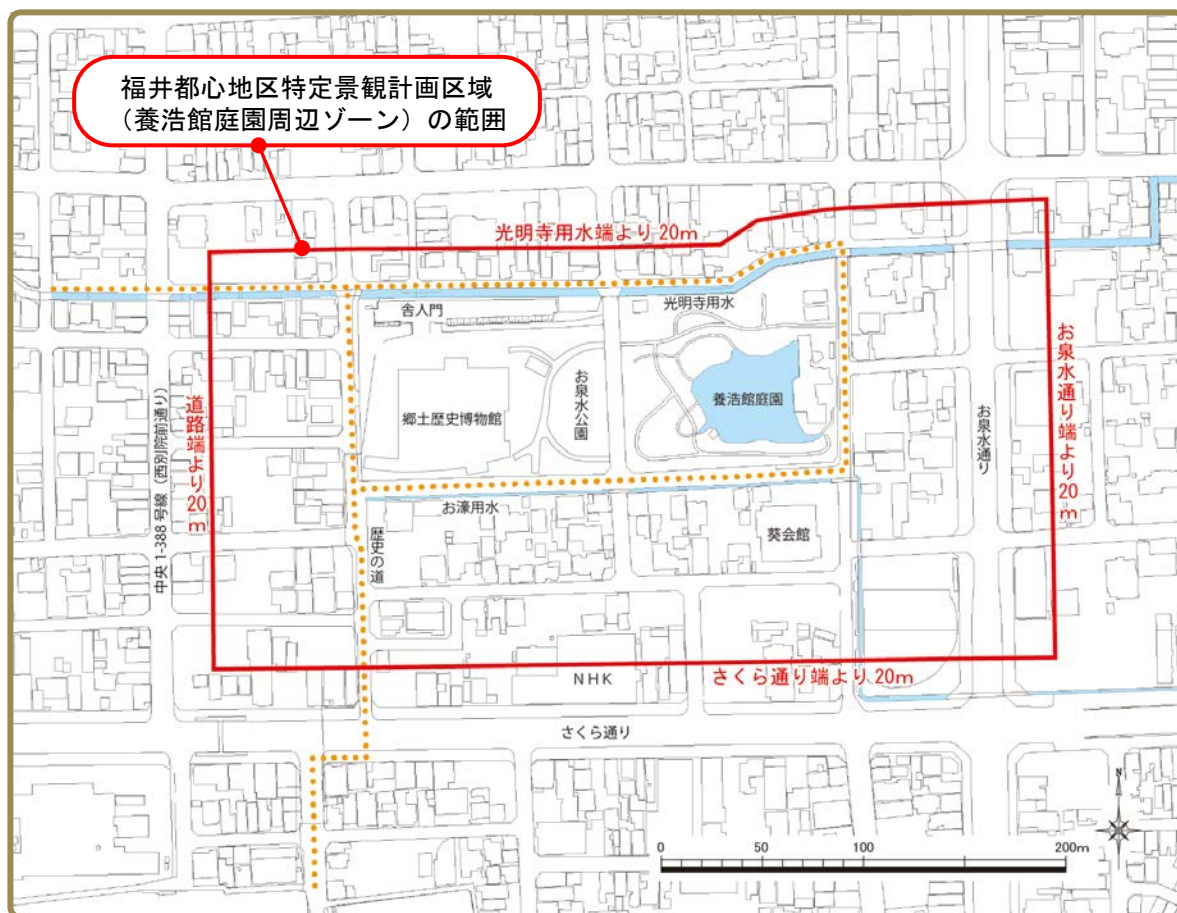 福井都心地区特定景観計画区域
（養浩館庭園周辺ゾーン）の範囲
光明寺用水端より20m
舎人門
光明寺用水
お泉水通り端より20m
道路端より20m
中央1-388号線（西別院前通り）
郷土歴史博物館
お泉水公園
養浩館庭園
お泉水通り
お濠用水
歴史の道
葵会館
NHK
さくら通り端より20m
さくら通り
N
0 50 100 200m